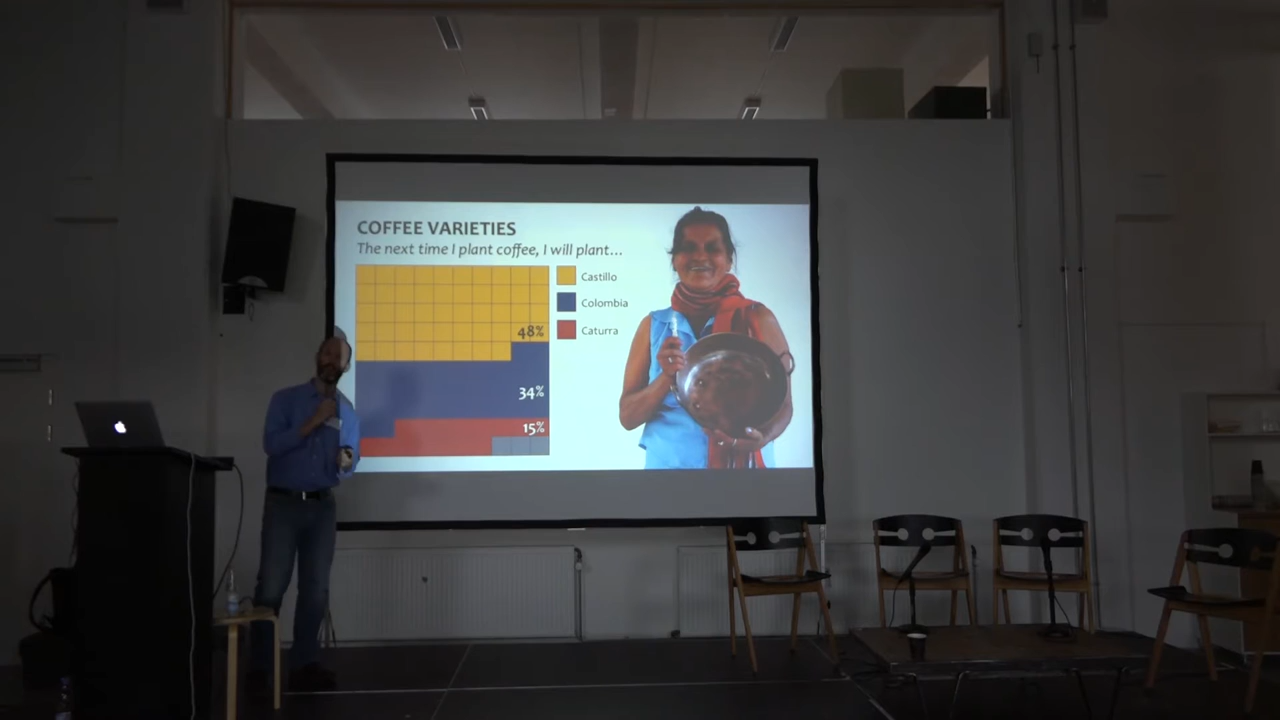 COFFEE VARIETIES
The next time I plant coffee, I will plant...
Castillo
Colombia
Caturra
48%
34%
15%